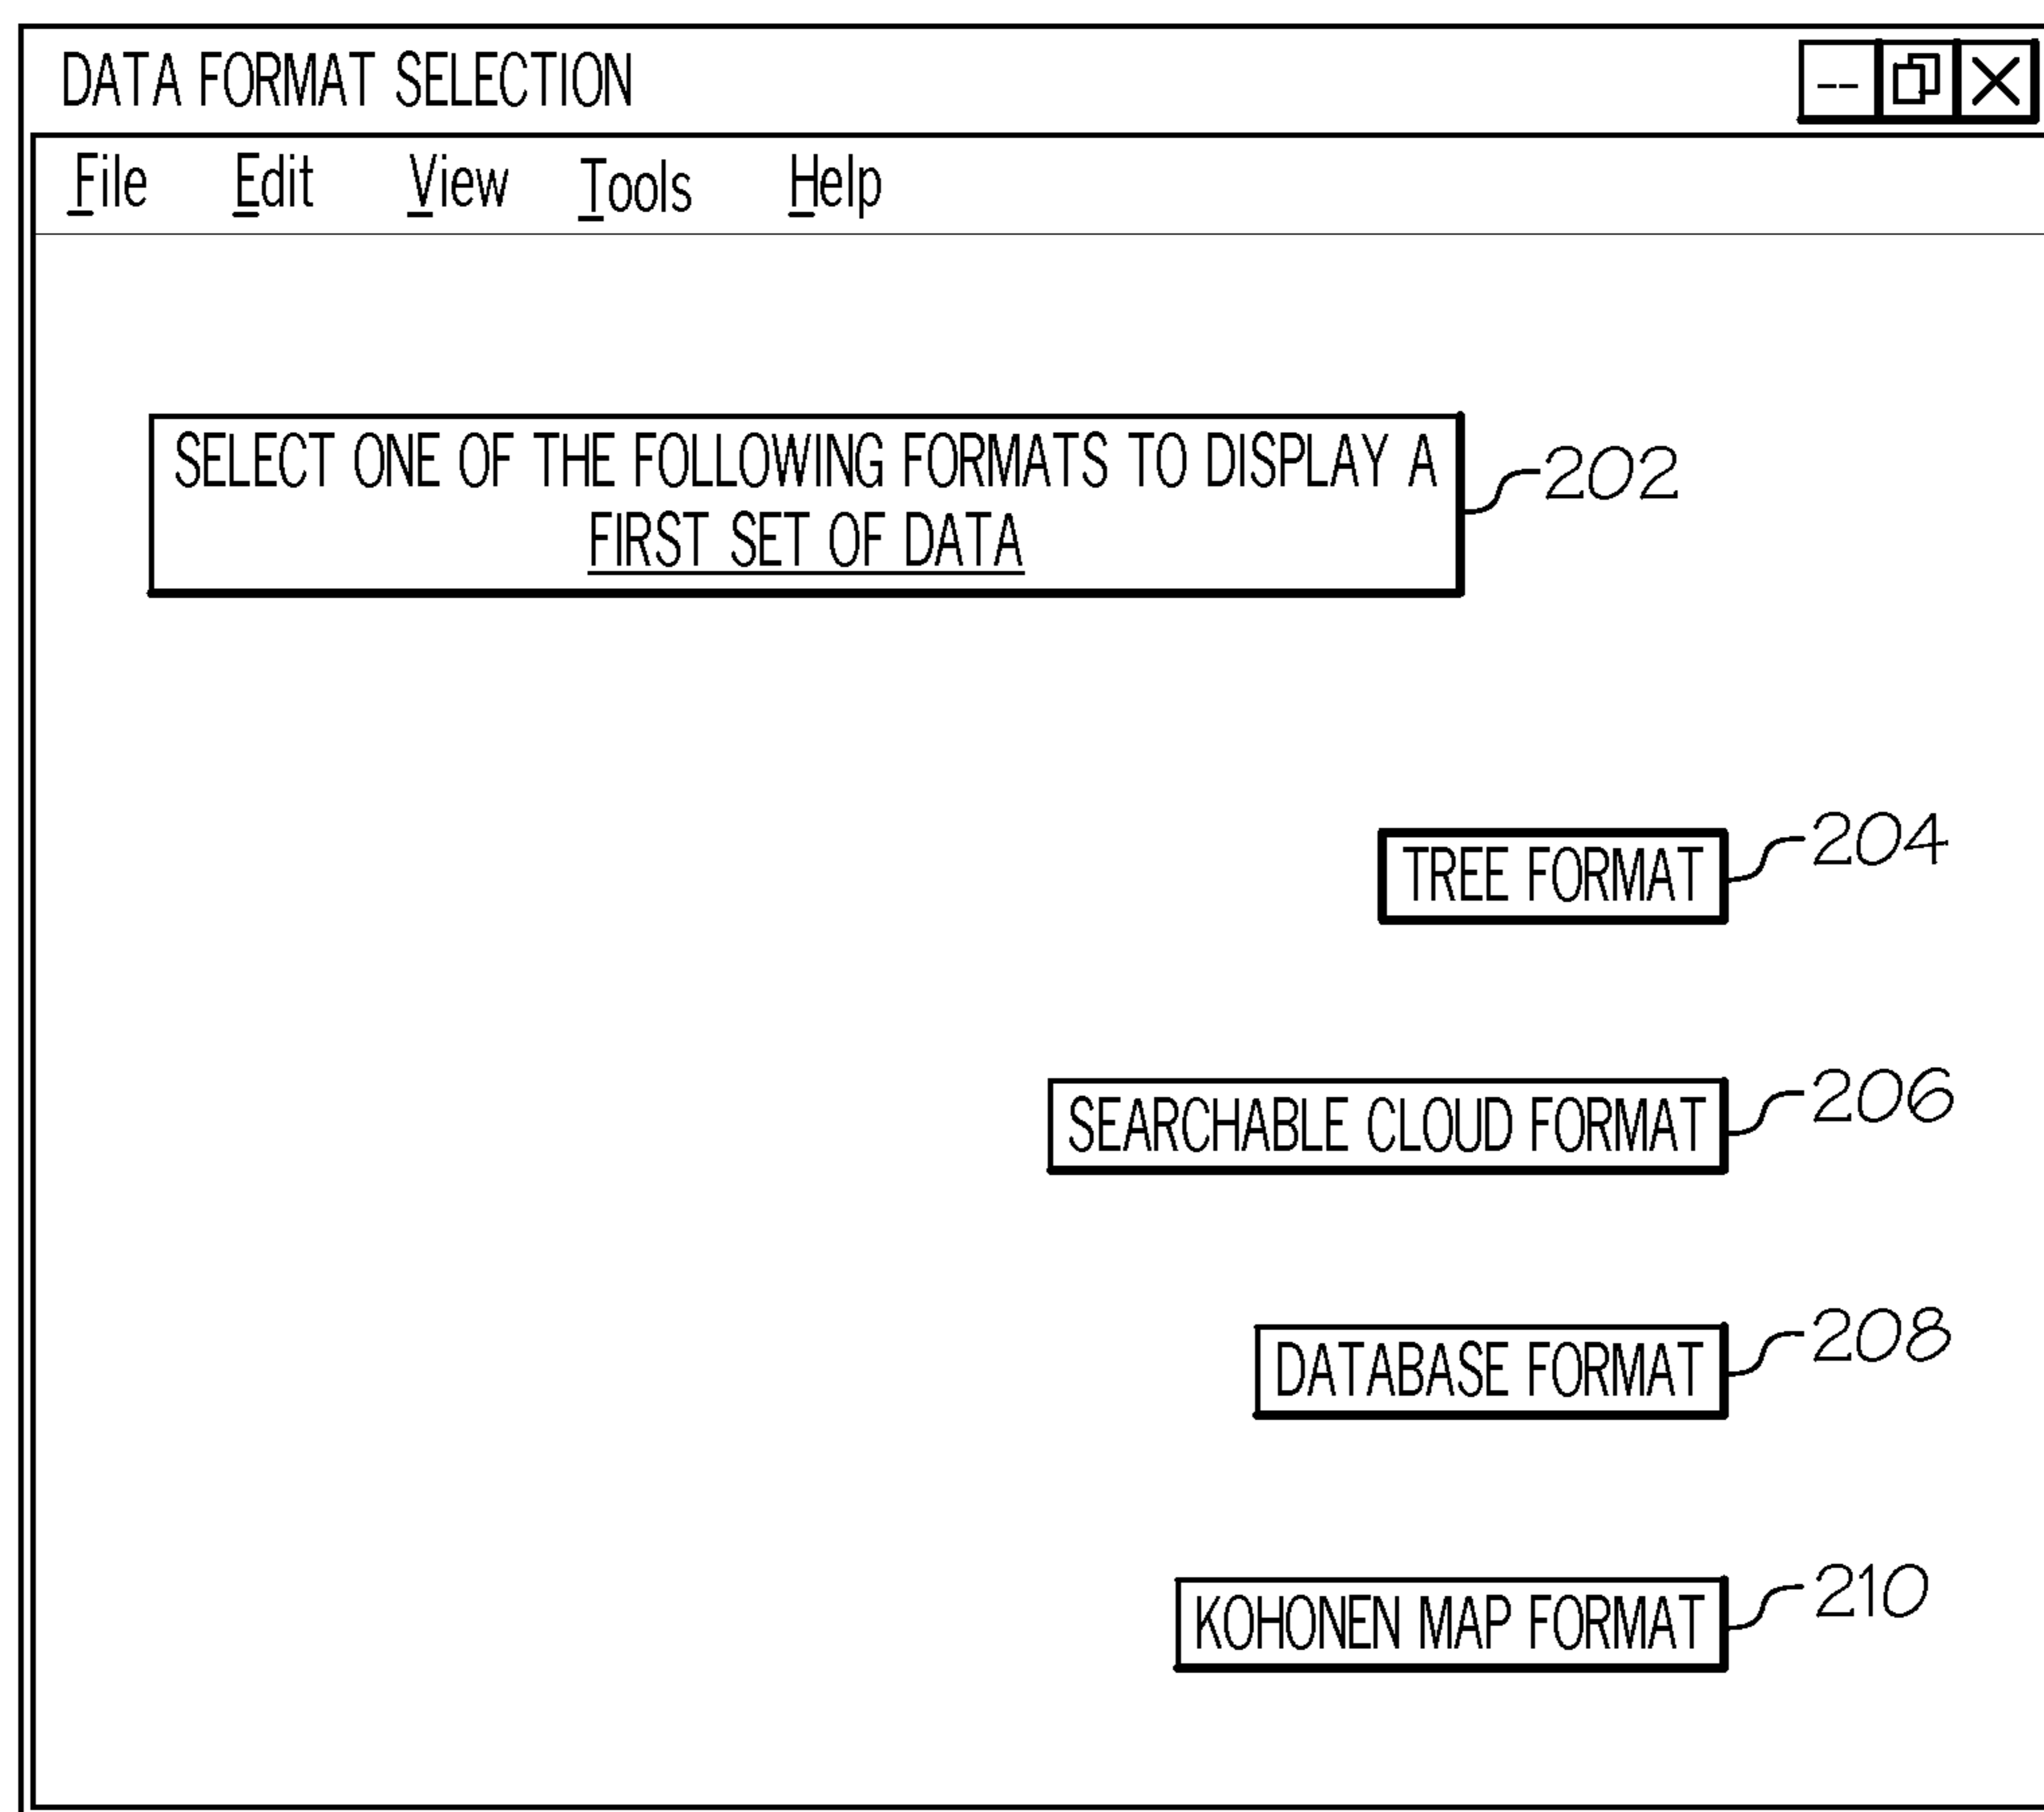 DATA FORMAT SELECTION
File Edit View Tools Help
SELECT ONE OF THE FOLLOWING FORMATS TO DISPLAY A
FIRST SET OF DATA
202
TREE FORMAT
204
SEARCHABLE CLOUD FORMAT
206
DATABASE FORMAT
208
KOHONEN MAP FORMAT
210